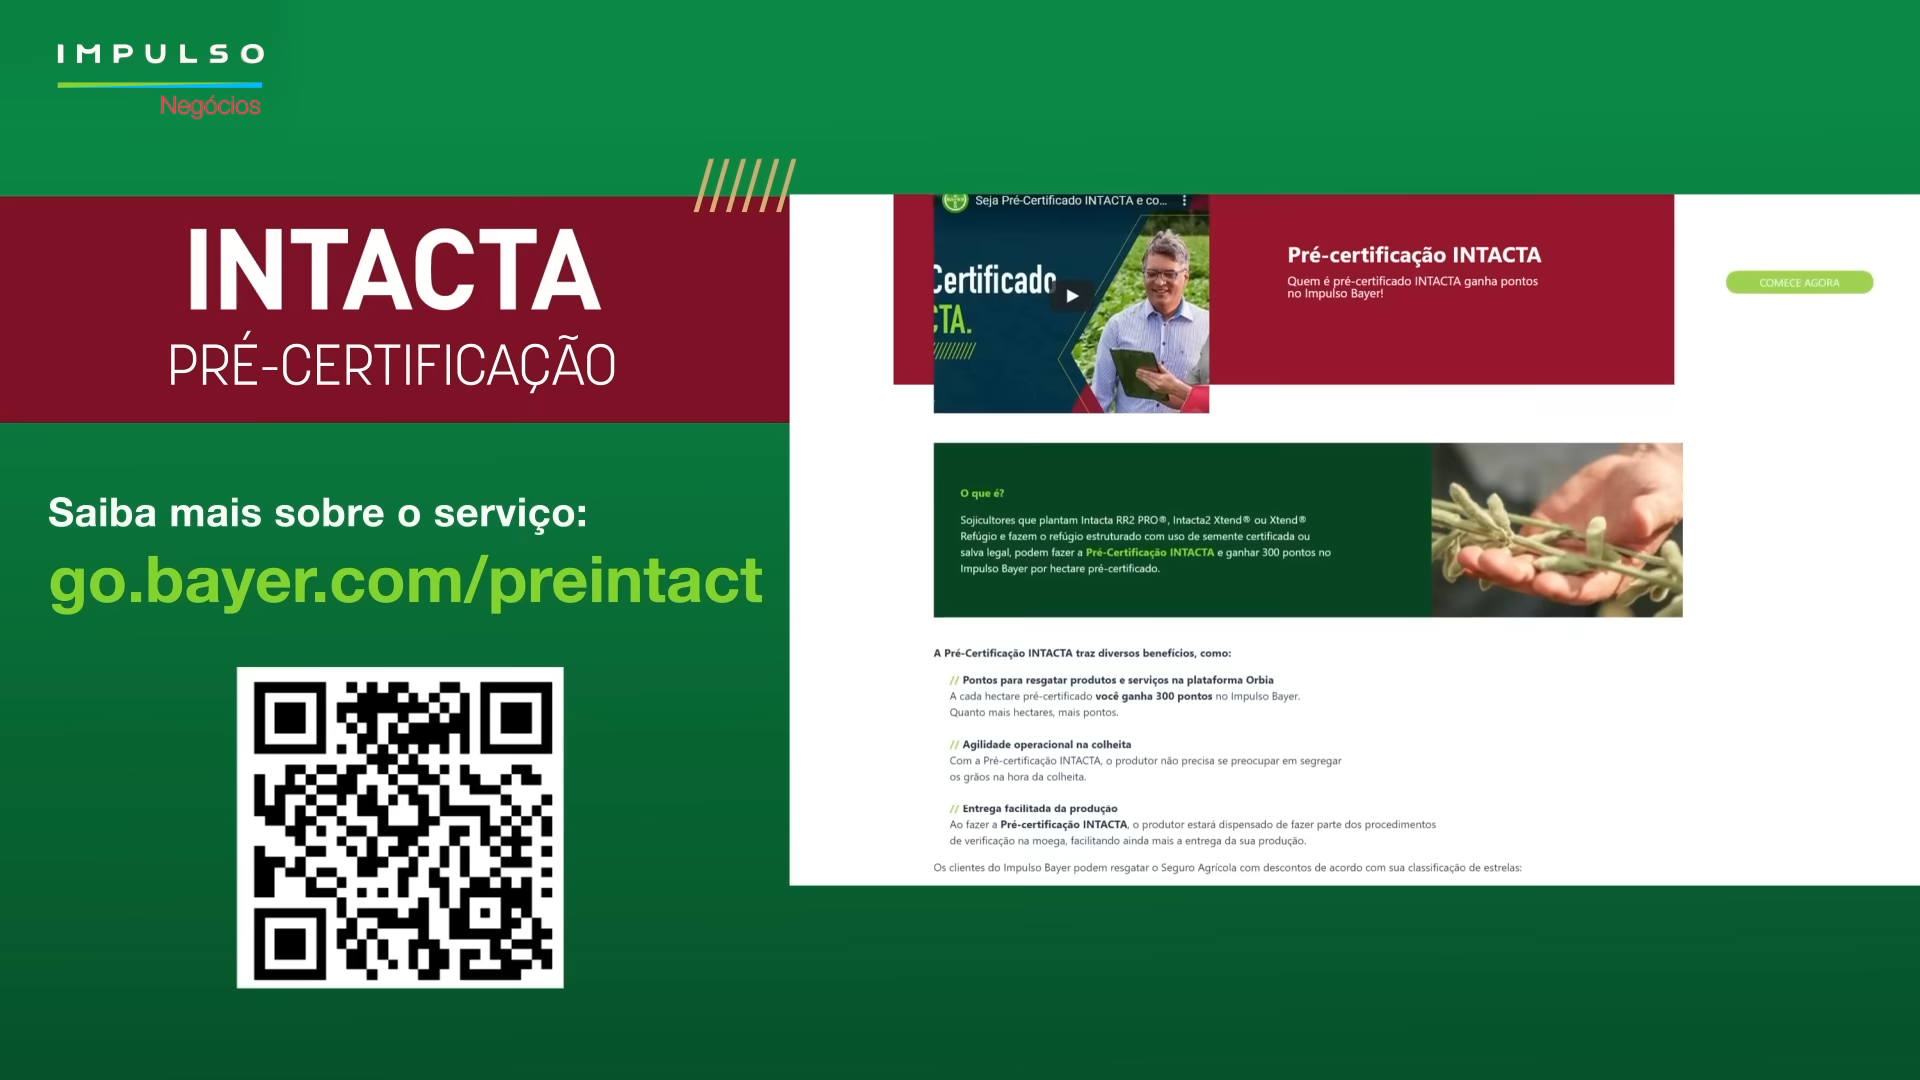 IMPULSO
Negócios
INTACTA
PRÉ-CERTIFICAÇÃO
Saiba mais sobre o serviço:
go.bayer.com/preintact
Seja Pré-Certificado INTACTA e co...
Certificado
CTA.
Pré-certificação INTACTA
Quem é pré-certificado INTACTA ganha pontos
no Impulso Bayer!
COMECE AGORA
O que é?
Sojicultores que plantam Intacta RR2 PRO®, Intacta2 Xtend® ou Xtend®
Refúgio e fazem o refúgio estruturado com uso de semente certificada ou
salva legal, podem fazer a Pré-Certificação INTACTA e ganhar 300 pontos no
Impulso Bayer por hectare pré-certificado.
A Pré-Certificação INTACTA traz diversos benefícios, como:
// Pontos para resgatar produtos e serviços na plataforma Orbia
A cada hectare pré-certificado você ganha 300 pontos no Impulso Bayer.
Quanto mais hectares, mais pontos.
// Agilidade operacional na colheita
Com a Pré-certificação INTACTA, o produtor não precisa se preocupar em segregar
os grãos na hora da colheita.
// Entrega facilitada da produção
Ao fazer a Pré-certificação INTACTA, o produtor estará dispensado de fazer parte dos procedimentos
de verificação na moega, facilitando ainda mais a entrega da sua produção.
Os clientes do Impulso Bayer podem resgatar o Seguro Agrícola com descontos de acordo com sua classificação de estrelas: